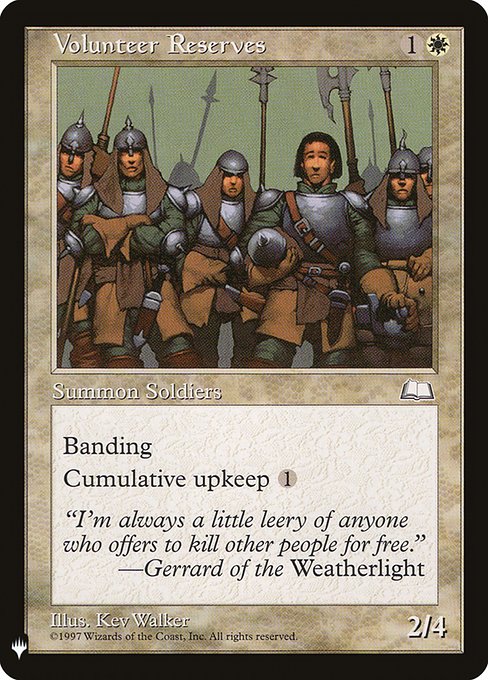 Volunteer Reserves 1
Summon Soldiers
Banding
Cumulative upkeep 1
“I’m always a little leery of anyone
who offers to kill other people for free.”
—Gerrard of the Weatherlight
Illus. Kev Walker
©1997 Wizards of the Coast, Inc. All rights reserved.
2/4